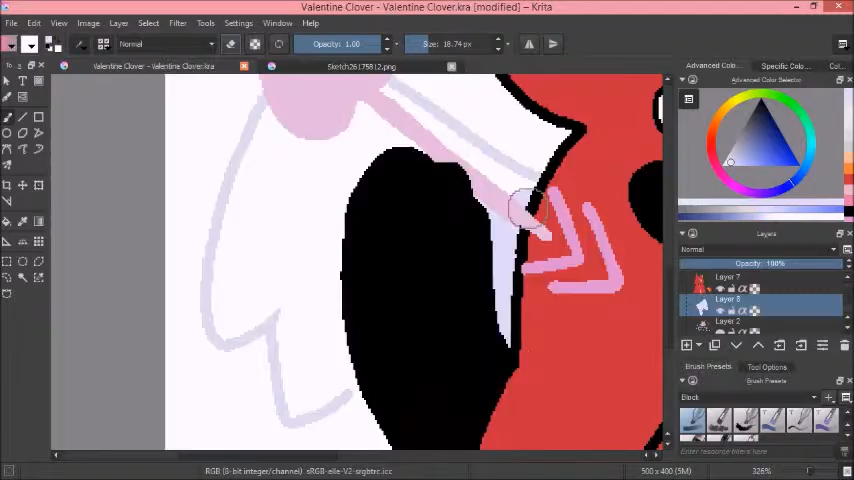 Valentine Clover - Valentine Clover.kra [modified] - Krita
File Edit View Image Layer Select Filter Tools Settings Window Help
Normal Opacity: 1.00 Size: 18.74 px
Valentine Clover - Valentine Clover.kra Sketch26175812.png
Advanced Colo... Specific Colo... Col...
Advanced Color Selector
Layers
Normal
Opacity: 100%
Layer 7
Layer 8
Layer 2
Brush Presets Tool Options
Brush Presets
Block
Enter resource filters here
RGB (8-bit integer/channel) sRGB-elle-V2-srgbtrc.icc 500 x 400 (5M) 326%